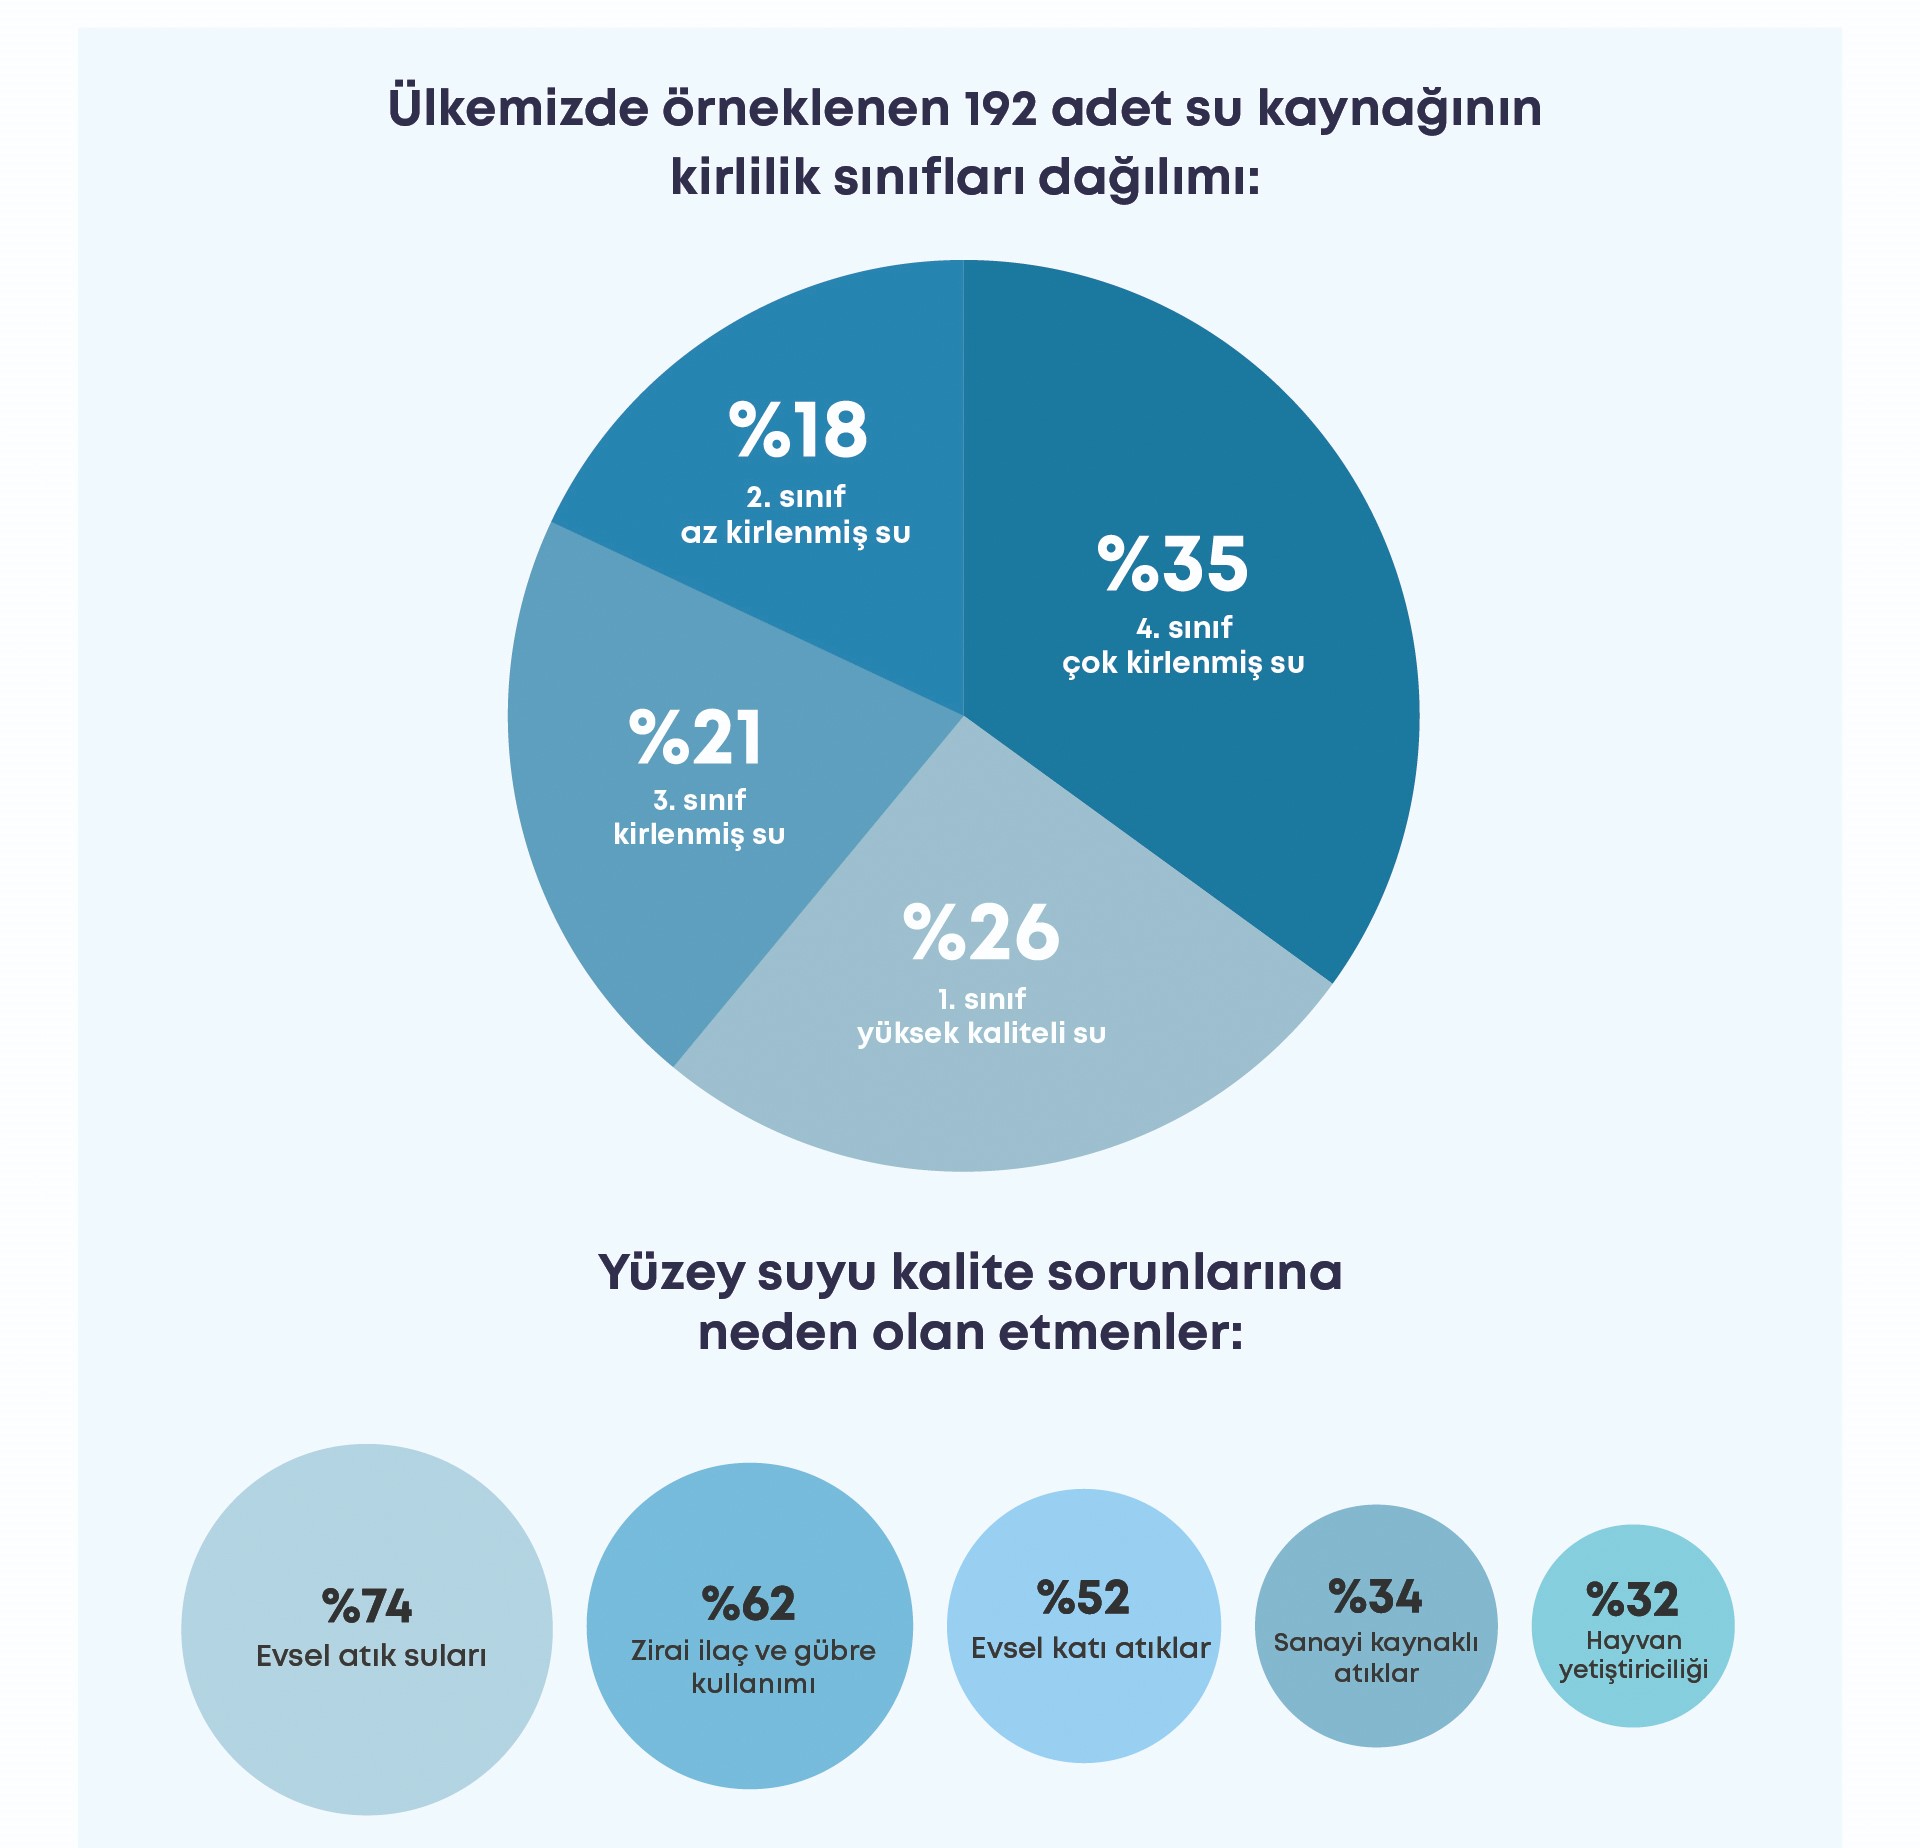 Ülkemizde örneklenen 192 adet su kaynağının
kirlilik sınıfları dağılımı:
%18
2. sınıf
az kirlenmiş su
%35
4. sınıf
çok kirlenmiş su
%21
3. sınıf
kirlenmiş su
%26
1. sınıf
yüksek kaliteli su
Yüzey suyu kalite sorunlarına
neden olan etmenler:
%74
Evsel atık suları
%62
Zirai ilaç ve gübre
kullanımı
%52
Evsel katı atıklar
%34
Sanayi kaynaklı
atıklar
%32
Hayvan
yetiştiriciliği